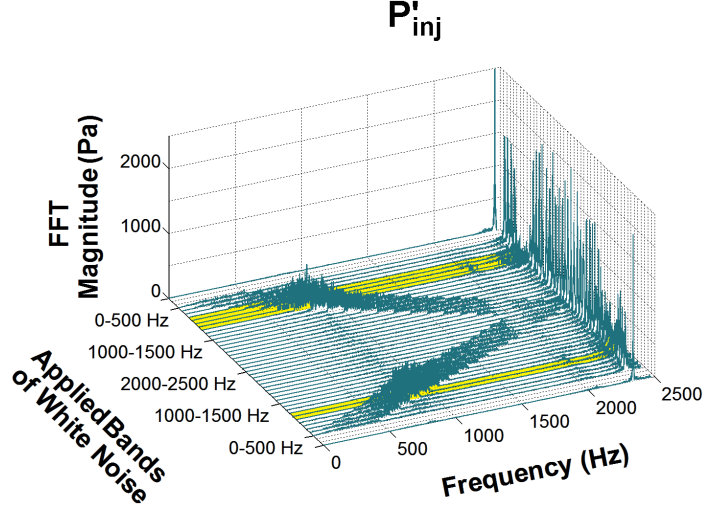 P'inj
FFT
Magnitude (Pa)
2000
1000
0
0-500 Hz
1000-1500 Hz
2000-2500 Hz
1000-1500 Hz
0-500 Hz
Applied Bands
of White Noise
0
500
1000
1500
2000
2500
Frequency (Hz)